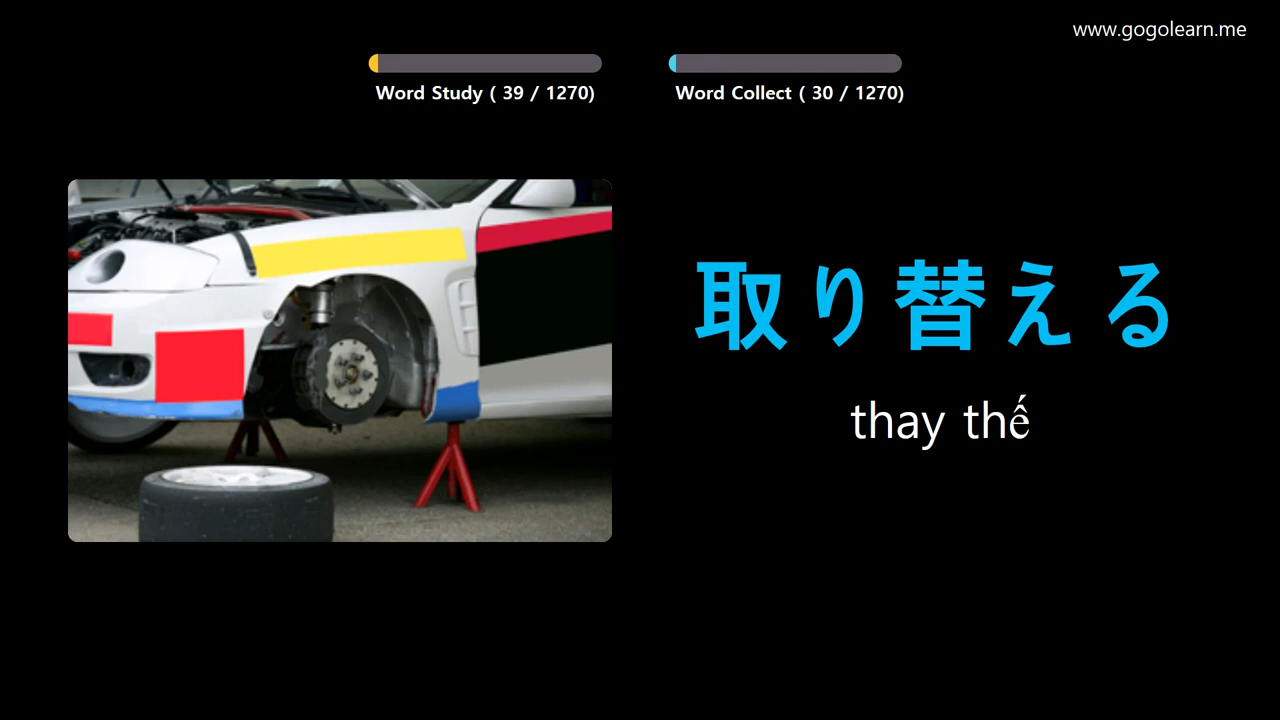 www.gogolearn.me
Word Study ( 39 / 1270)
Word Collect ( 30 / 1270)
取り替える
thay thế